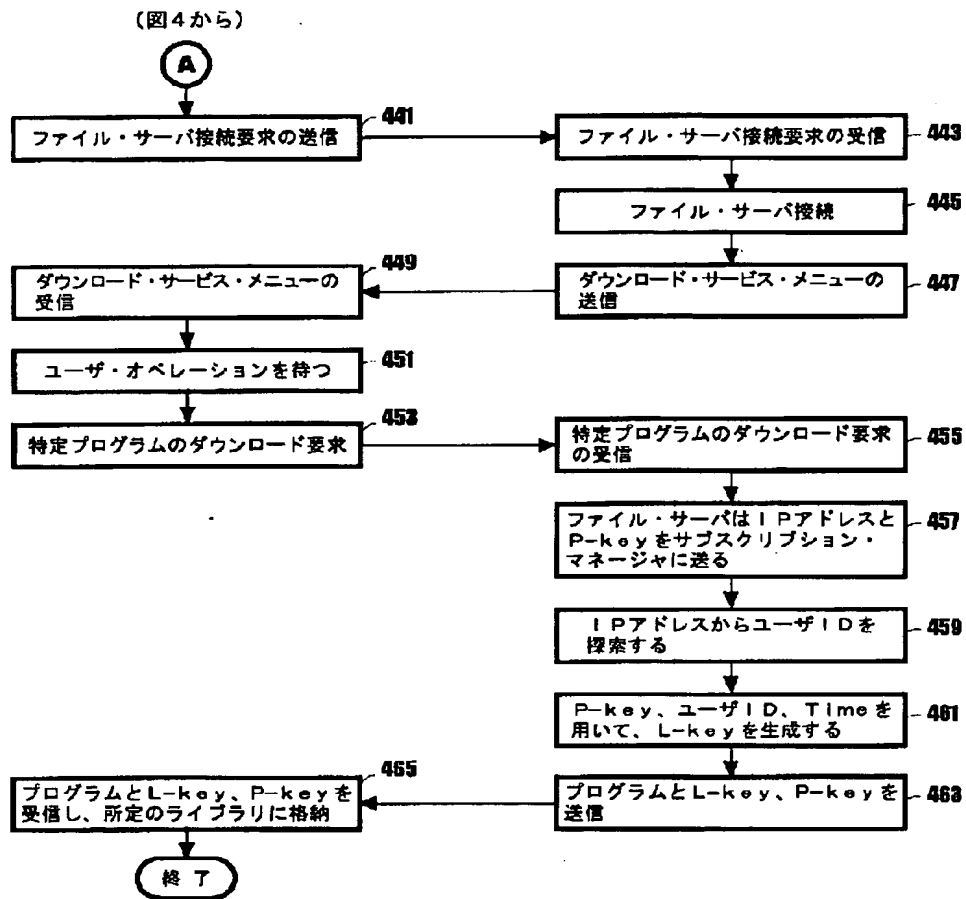 (図4から)
A
ファイル・サーバ接続要求の送信
441
ファイル・サーバ接続要求の受信
443
ファイル・サーバ接続
445
ダウンロード・サービス・メニューの
受信
449
ダウンロード・サービス・メニューの
送信
447
ユーザ・オペレーションを待つ
451
特定プログラムのダウンロード要求
453
特定プログラムのダウンロード要求
の受信
455
ファイル・サーバはIPアドレスと
P-keyをサブスクリプション・
マネージャに送る
457
IPアドレスからユーザIDを
探索する
459
P-key、ユーザID、Timeを
用いて、L-keyを生成する
461
プログラムとL-key、P-keyを
受信し、所定のライブラリに格納
465
プログラムとL-key、P-keyを
送信
463
終了